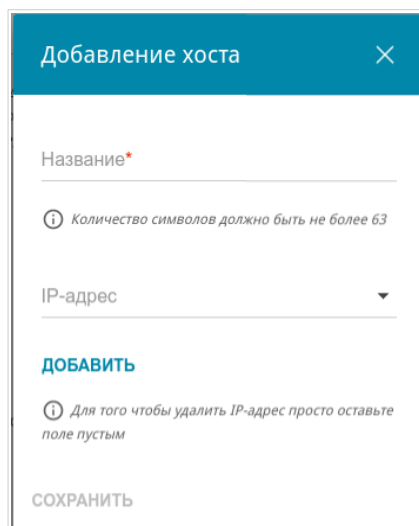 Добавление хоста
Название*
Количество символов должно быть не более 63
IP-адрес
ДОБАВИТЬ
Для того чтобы удалить IP-адрес просто оставьте
поле пустым
СОХРАНИТЬ